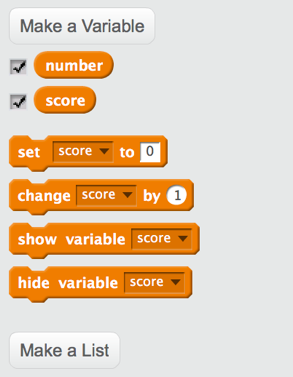 Make a Variable
number
score
set score to 0
change score by 1
show variable score
hide variable score
Make a List